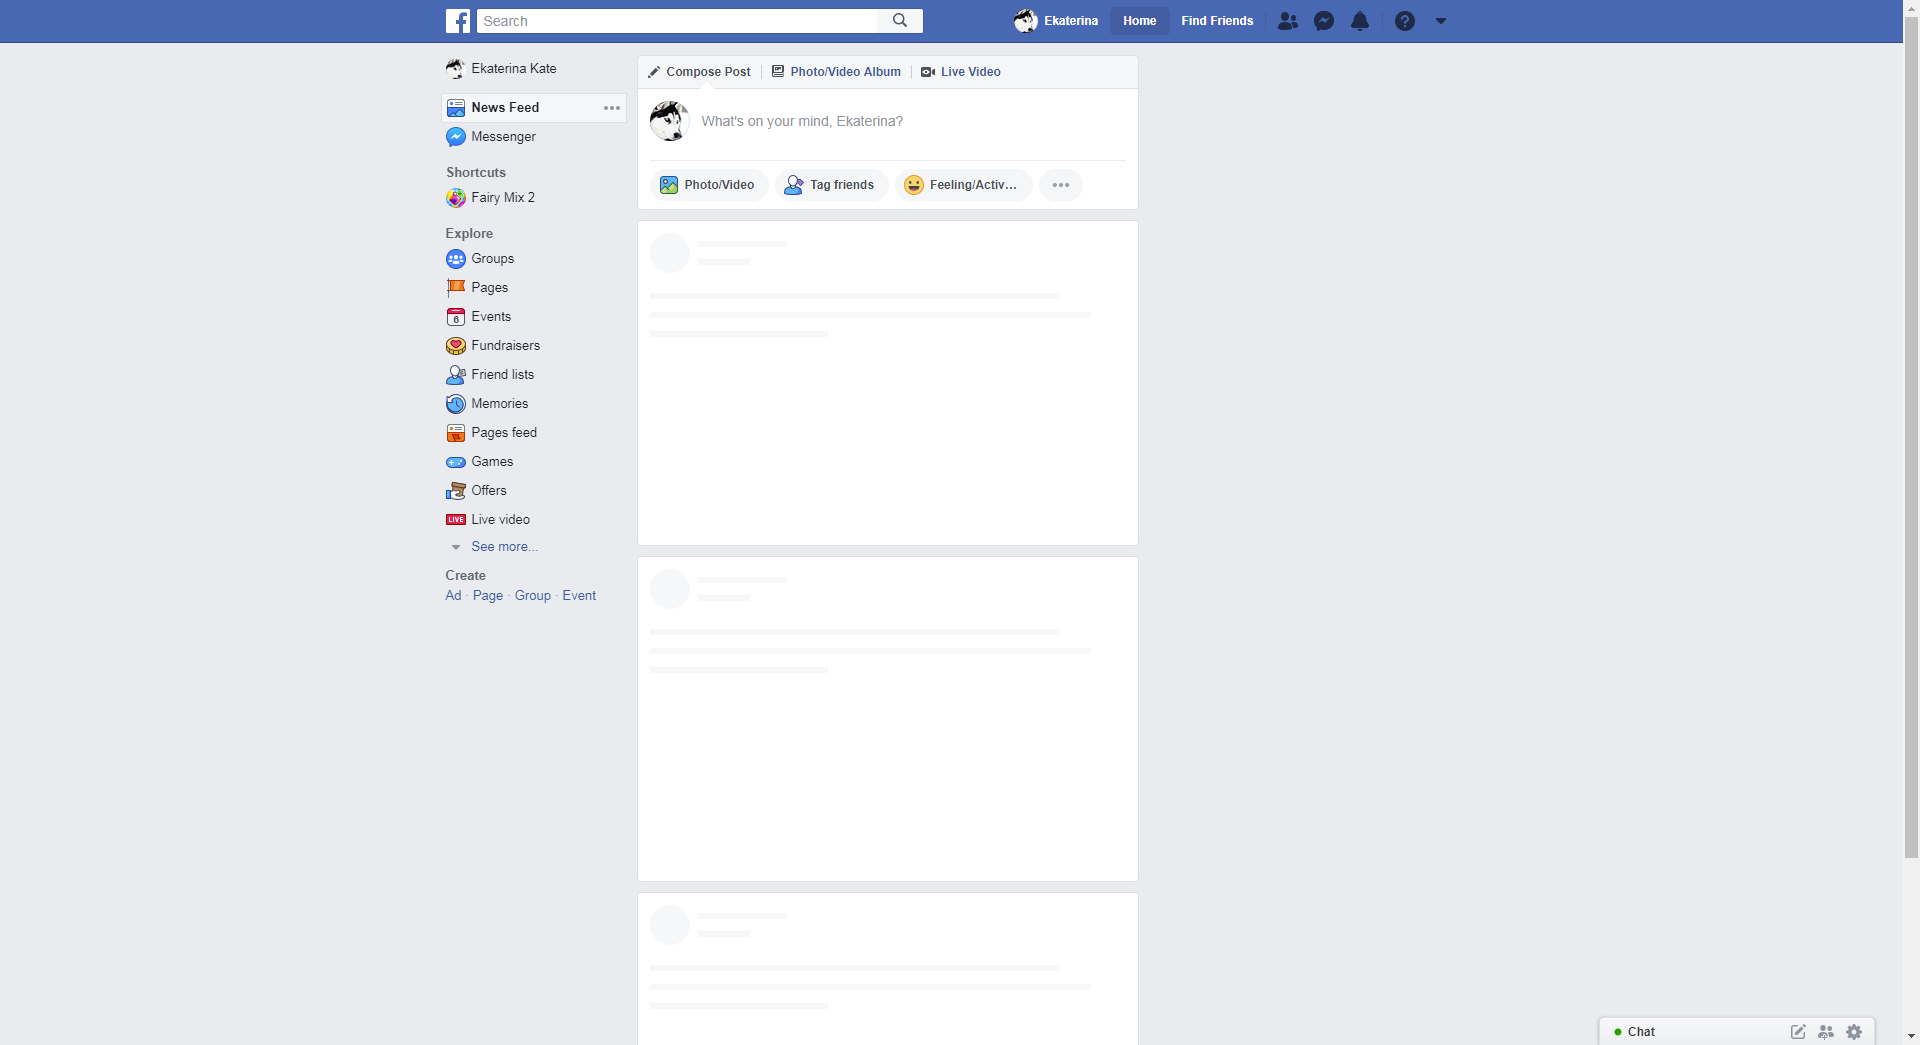 Search
Ekaterina
Home
Find Friends
Ekaterina Kate
News Feed
Messenger
Shortcuts
Fairy Mix 2
Explore
Groups
Pages
6
Events
Fundraisers
Friend lists
Memories
Pages feed
Games
Offers
LIVE
Live video
See more...
Create
Ad · Page · Group · Event
Compose Post
Photo/Video Album
Live Video
What's on your mind, Ekaterina?
Photo/Video
Tag friends
Feeling/Activ...
Chat